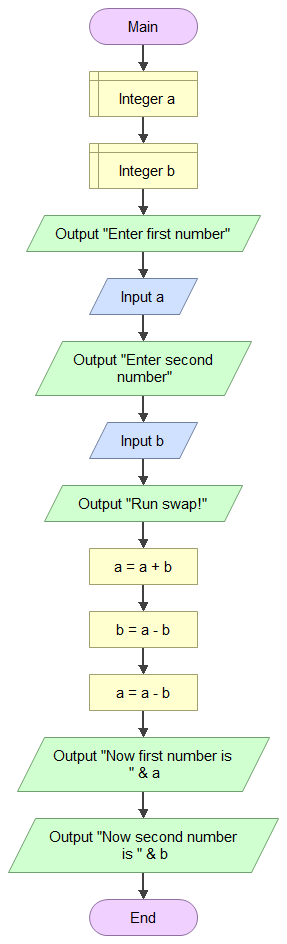 Main
Integer a
Integer b
Output "Enter first number"
Input a
Output "Enter second
number"
Input b
Output "Run swap!"
a = a + b
b = a - b
a = a - b
Output "Now first number is
" & a
Output "Now second number
is " & b
End